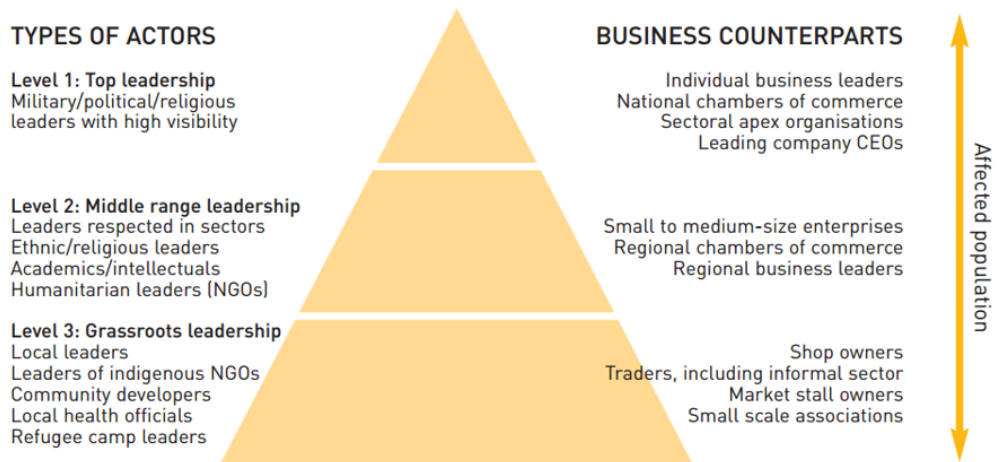 TYPES OF ACTORS
Level 1: Top leadership
Military/political/religious
leaders with high visibility
Level 2: Middle range leadership
Leaders respected in sectors
Ethnic/religious leaders
Academics/intellectuals
Humanitarian leaders (NGOs)
Level 3: Grassroots leadership
Local leaders
Leaders of indigenous NGOs
Community developers
Local health officials
Refugee camp leaders
BUSINESS COUNTERPARTS
Individual business leaders
National chambers of commerce
Sectoral apex organisations
Leading company CEOs
Small to medium-size enterprises
Regional chambers of commerce
Regional business leaders
Shop owners
Traders, including informal sector
Market stall owners
Small scale associations
Affected population